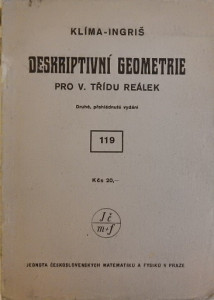 KLÍMA-INGRIŠ
DESKRIPTIVNÍ GEOMETRIE
PRO V. TŘÍDU REÁLEK
Druhé, přehlédnuté vydání
119
Kčs 30,—
J č
m+f
JEDNOTA ČESKOSLOVENSKÝCH MATEMATIKŮ A FYSIKŮ V PRAZE